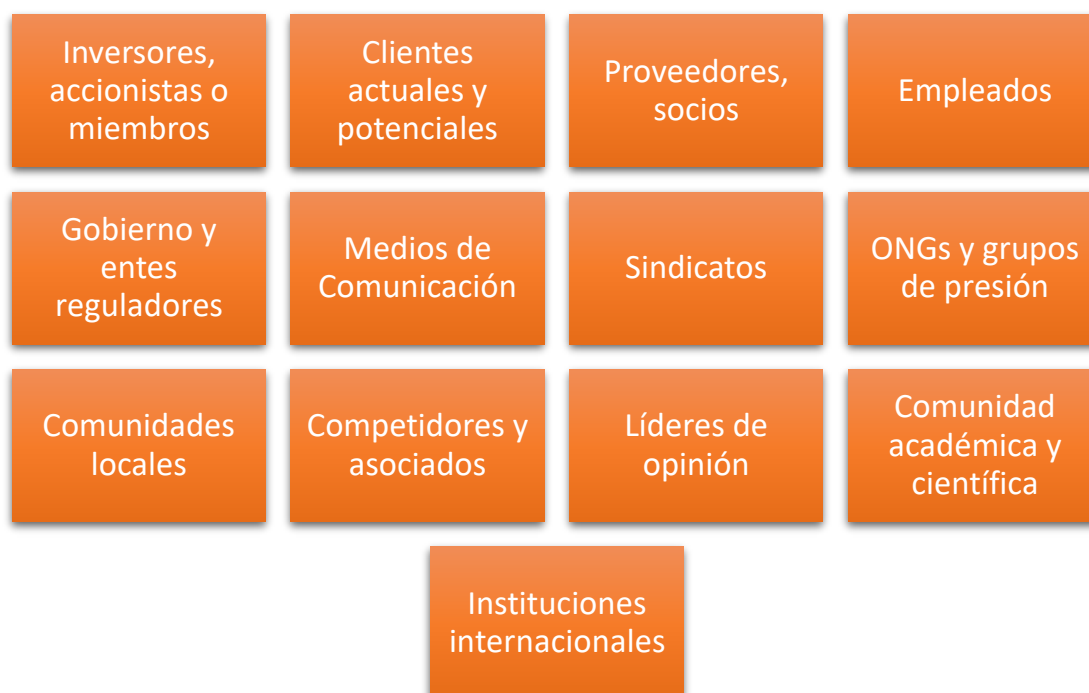 Inversores,
accionistas o
miembros
Clientes
actuales y
potenciales
Proveedores,
socios
Empleados
Gobierno y
entes
reguladores
Medios de
Comunicación
Sindicatos
ONGs y grupos
de presión
Comunidades
locales
Competidores y
asociados
Líderes de
opinión
Comunidad
académica y
científica
Instituciones
internacionales